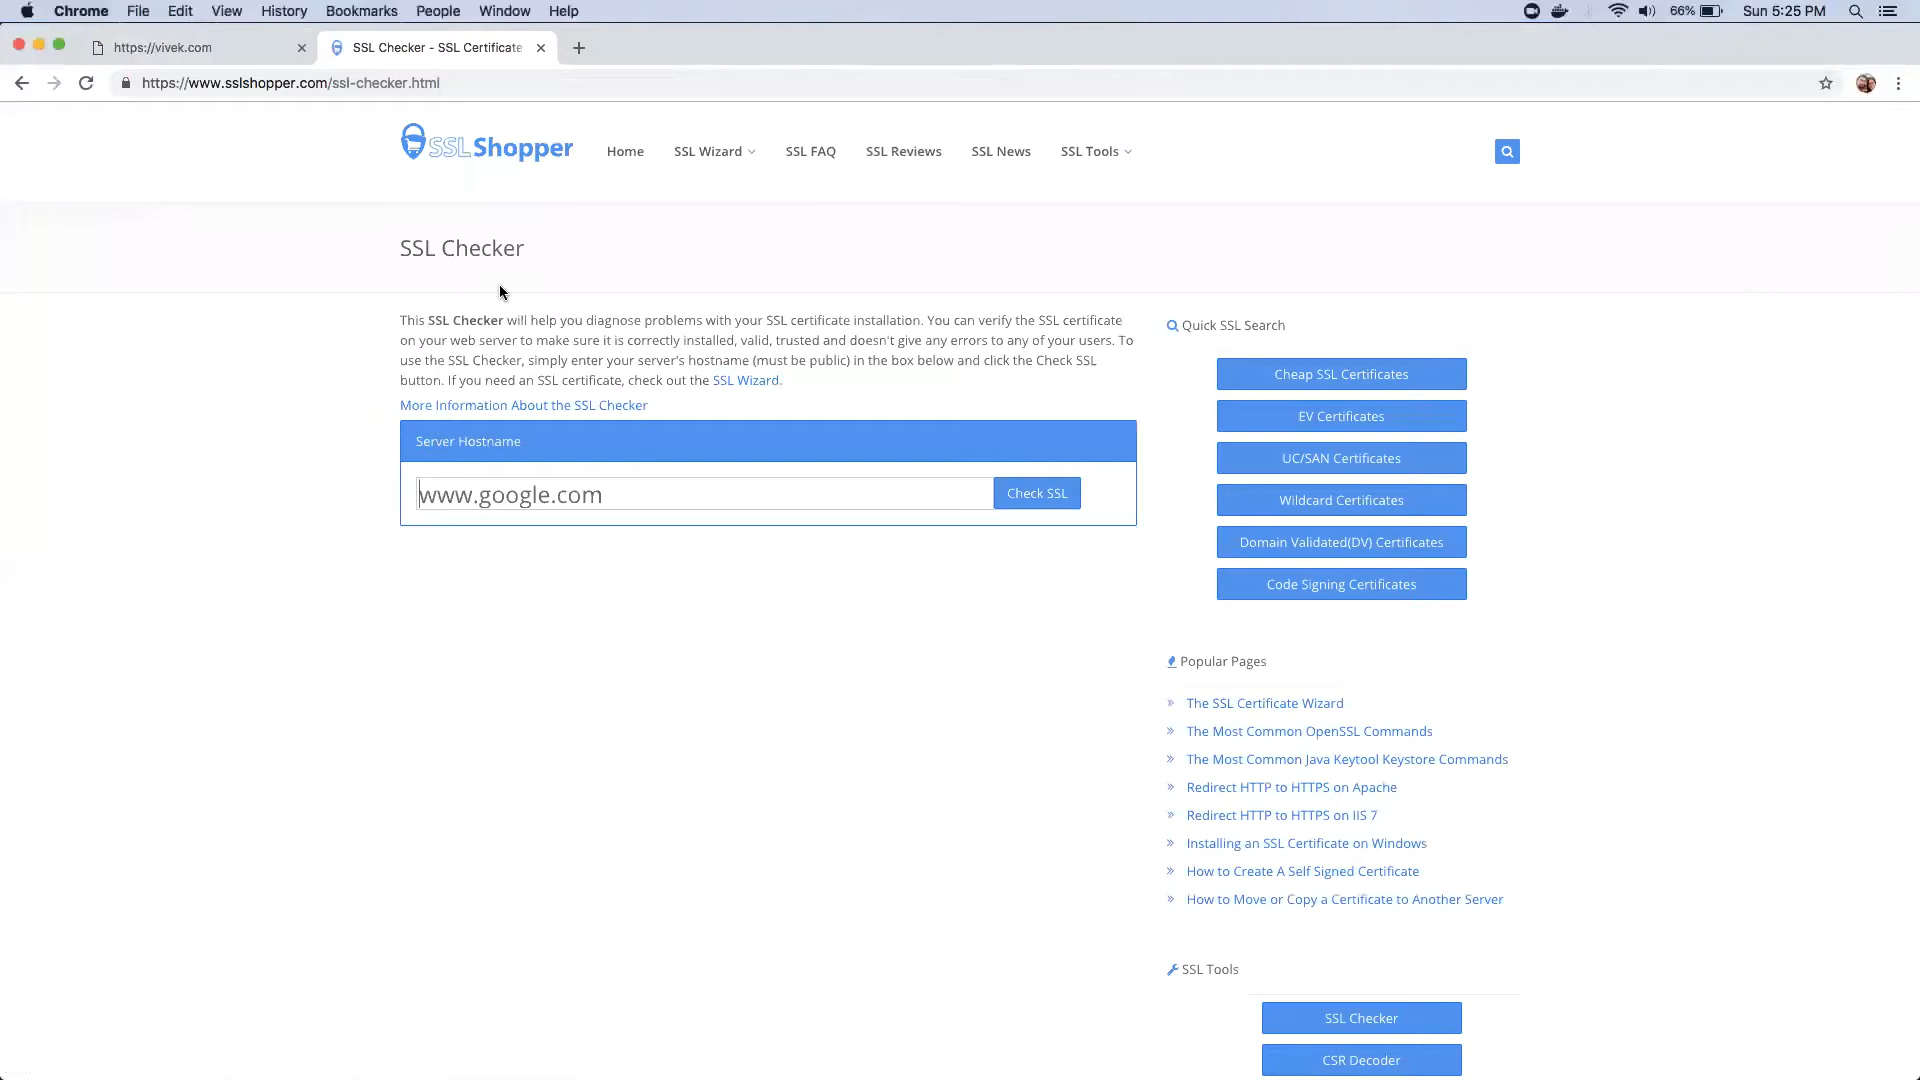 Chrome File Edit View History Bookmarks People Window Help 66% Sun 5:25 PM
https://vivek.com SSL Checker - SSL Certificate
https://www.sslshopper.com/ssl-checker.html
SSLShopper Home SSL Wizard SSL FAQ SSL Reviews SSL News SSL Tools
SSL Checker
This SSL Checker will help you diagnose problems with your SSL certificate installation. You can verify the SSL certificate
on your web server to make sure it is correctly installed, valid, trusted and doesn't give any errors to any of your users. To
use the SSL Checker, simply enter your server's hostname (must be public) in the box below and click the Check SSL
button. If you need an SSL certificate, check out the SSL Wizard.
More Information About the SSL Checker
Server Hostname
www.google.com Check SSL
Quick SSL Search
Cheap SSL Certificates
EV Certificates
UC/SAN Certificates
Wildcard Certificates
Domain Validated(DV) Certificates
Code Signing Certificates
Popular Pages
» The SSL Certificate Wizard
» The Most Common OpenSSL Commands
» The Most Common Java Keytool Keystore Commands
» Redirect HTTP to HTTPS on Apache
» Redirect HTTP to HTTPS on IIS 7
» Installing an SSL Certificate on Windows
» How to Create A Self Signed Certificate
» How to Move or Copy a Certificate to Another Server
SSL Tools
SSL Checker
CSR Decoder